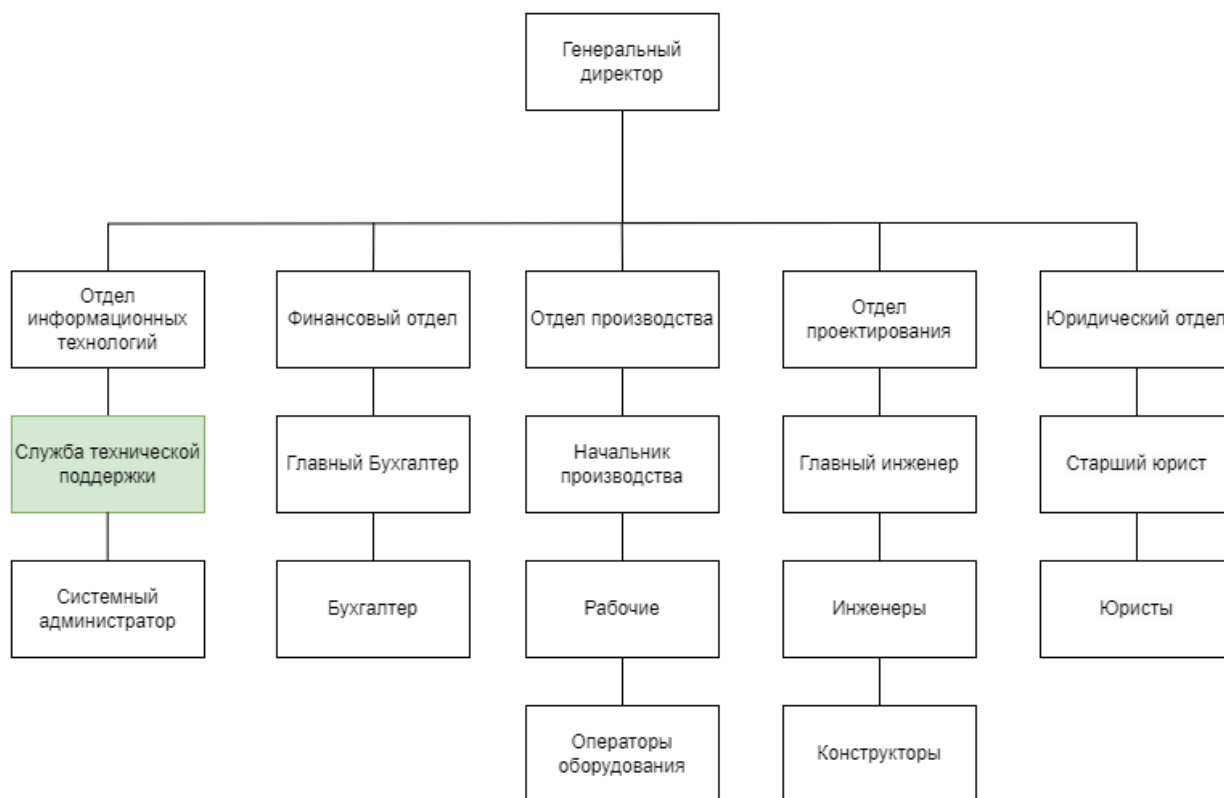 Генеральный
директор
Отдел
информационных
технологий
Финансовый отдел
Отдел производства
Отдел
проектирования
Юридический отдел
Служба технической
поддержки
Главный Бухгалтер
Начальник
производства
Главный инженер
Старший юрист
Системный
администратор
Бухгалтер
Рабочие
Инженеры
Юристы
Операторы
оборудования
Конструкторы